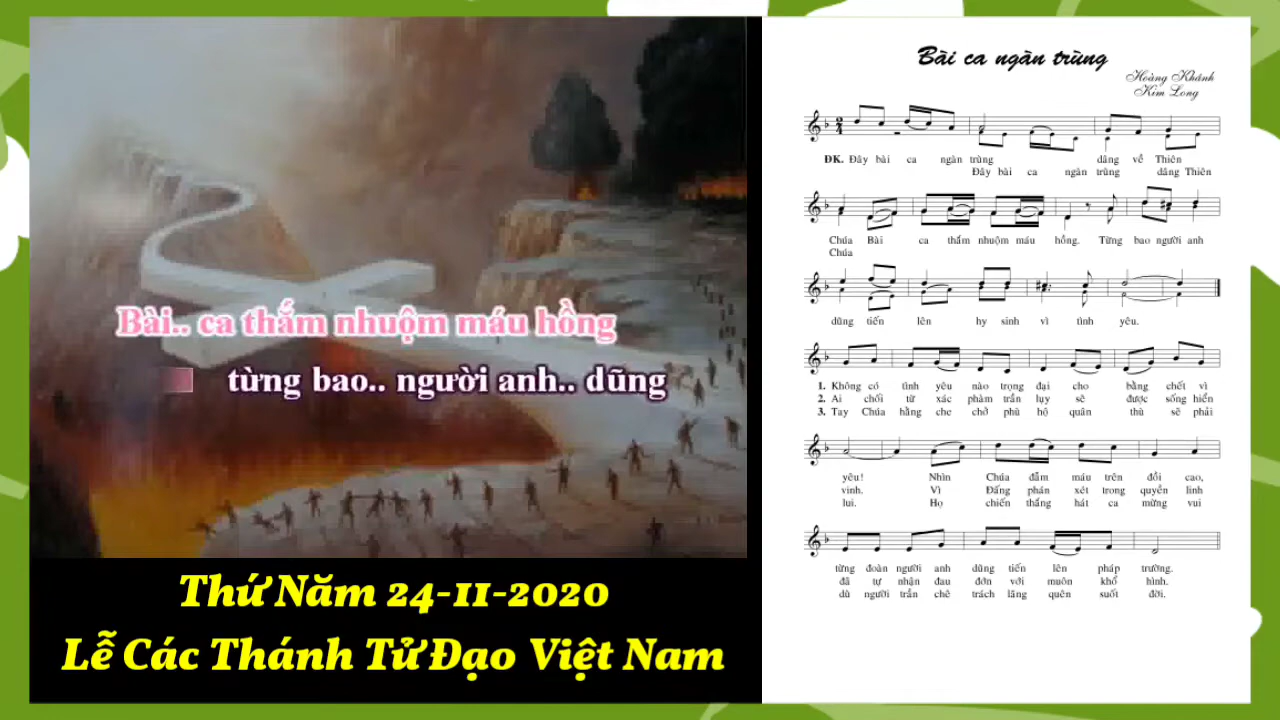 Bài.. ca thắm nhuộm máu hồng
từng bao.. người anh.. dũng
Thứ Năm 24-11-2020
Lễ Các Thánh Tử Đạo Việt Nam
Bài ca ngàn trùng
Hoàng Khánh
Kim Long
ĐK. Đây bài ca ngàn trùng dâng về Thiên
Đây bài ca ngàn trùng dâng Thiên
Chúa Bài ca thắm nhuộm máu hồng. Từng bao người anh
Chúa
dũng tiến lên hy sinh vì tình yêu.
1. Không có tình yêu nào trọng đại cho bằng chết vì
2. Ai chối từ xác phàm trần lụy sẽ được sống hiển
3. Tay Chúa hằng che chở phù hộ quân thù sẽ phải
yêu! Nhìn Chúa đẫm máu trên đồi cao,
vinh. Vì Đấng phán xét trong quyền linh
lui. Họ chiến thắng hát ca mừng vui
từng đoàn người anh dũng tiến lên pháp trường.
đã tự nhận đau đớn với muôn khổ hình.
dù người trần chê trách lãng quên suốt đời.